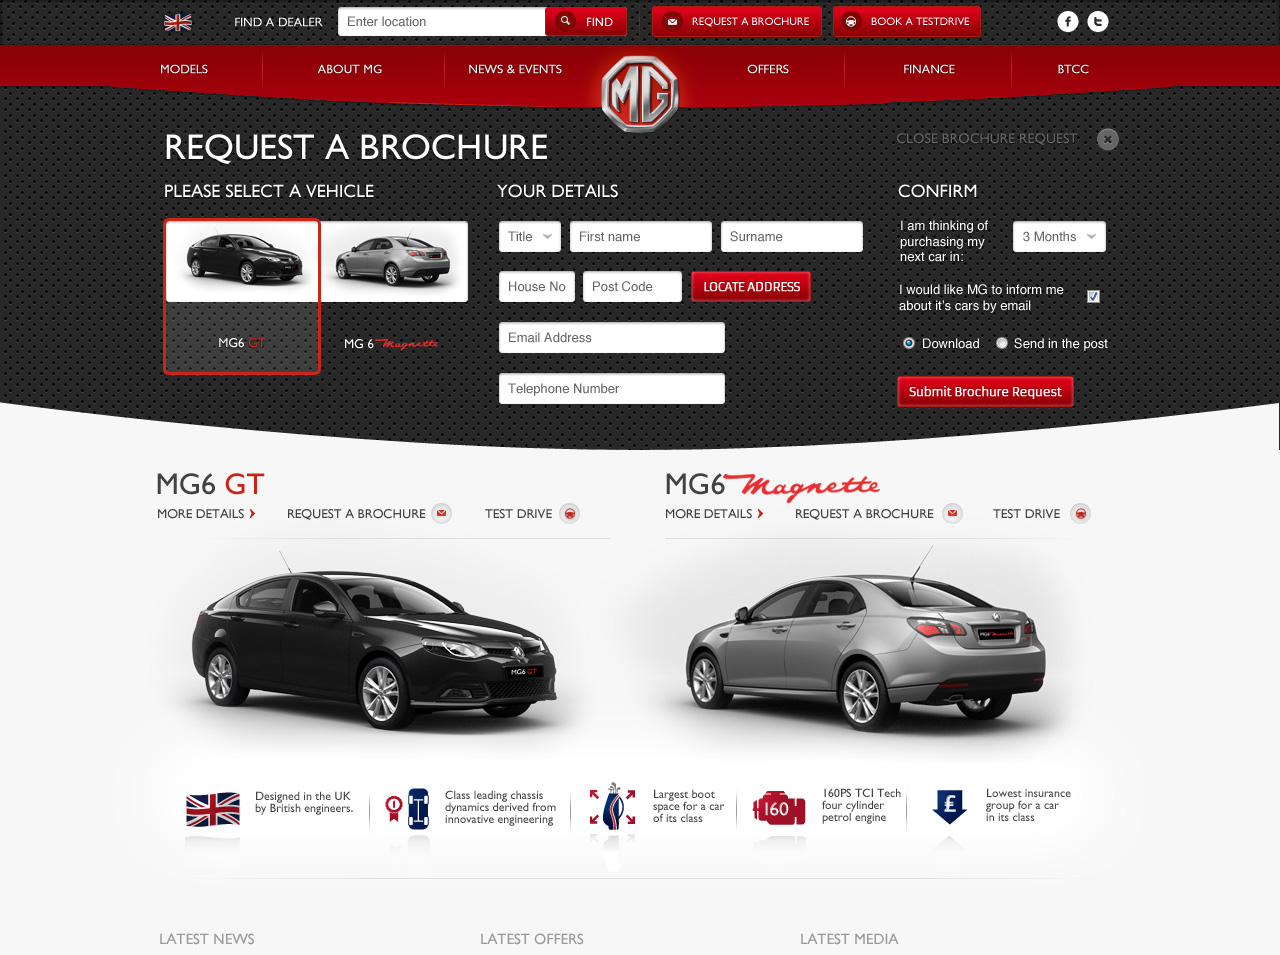 FIND A DEALER
Enter location
FIND
REQUEST A BROCHURE
BOOK A TESTDRIVE
f
t
MODELS
ABOUT MG
NEWS & EVENTS
MG
OFFERS
FINANCE
BTCC
REQUEST A BROCHURE
CLOSE BROCHURE REQUEST
PLEASE SELECT A VEHICLE
MG6 GT
MG 6 Magnette
YOUR DETAILS
Title
First name
Surname
House No
Post Code
LOCATE ADDRESS
Email Address
Telephone Number
CONFIRM
I am thinking of
purchasing my
next car in:
3 Months
I would like MG to inform me
about it's cars by email
Download
Send in the post
Submit Brochure Request
MG6 GT
MORE DETAILS
REQUEST A BROCHURE
TEST DRIVE
MG6 Magnette
MORE DETAILS
REQUEST A BROCHURE
TEST DRIVE
MG6 GT
MG6 Magnette
Designed in the UK
by British engineers.
Class leading chassis
dynamics derived from
innovative engineering
Largest boot
space for a car
of its class
160
160PS TCI Tech
four cylinder
petrol engine
£
Lowest insurance
group for a car
in its class
LATEST NEWS
LATEST OFFERS
LATEST MEDIA